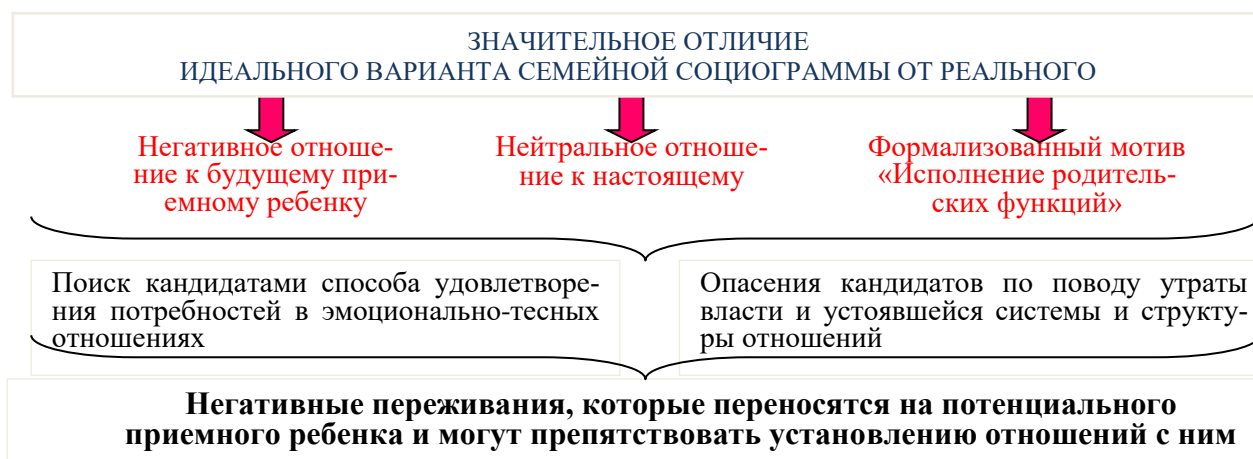 ЗНАЧИТЕЛЬНОЕ ОТЛИЧИЕ
ИДЕАЛЬНОГО ВАРИАНТА СЕМЕЙНОЙ СОЦИОГРАММЫ ОТ РЕАЛЬНОГО
Негативное отноше-
ние к будущему при-
емному ребенку
Нейтральное отноше-
ние к настоящему
Формализованный мотив
«Исполнение родитель-
ских функций»
Поиск кандидатами способа удовлетворе-
ния потребностей в эмоционально-тесных
отношениях
Опасения кандидатов по поводу утраты
власти и устоявшейся системы и структу-
ры отношений
Негативные переживания, которые переносятся на потенциального
приемного ребенка и могут препятствовать установлению отношений с ним